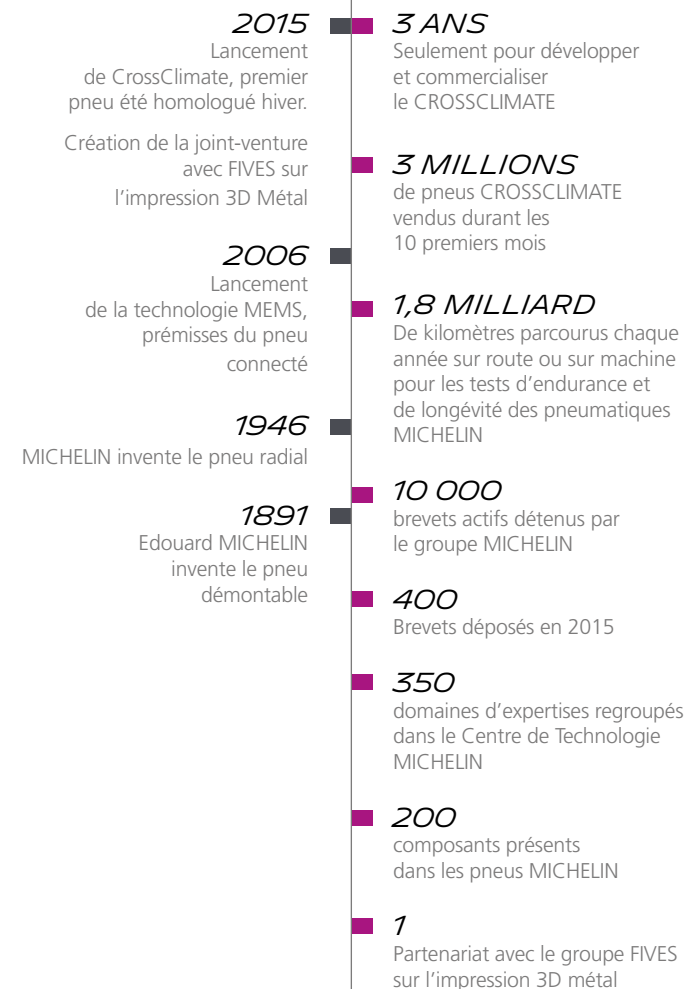 2015
Lancement
de CrossClimate, premier
pneu été homologué hiver.
Création de la joint-venture
avec FIVES sur
l’impression 3D Métal
2006
Lancement
de la technologie MEMS,
prémisses du pneu
connecté
1946
MICHELIN invente le pneu radial
1891
Edouard MICHELIN
invente le pneu
démontable
3 ANS
Seulement pour développer
et commercialiser
le CROSSCLIMATE
3 MILLIONS
de pneus CROSSCLIMATE
vendus durant les
10 premiers mois
1,8 MILLIARD
De kilomètres parcourus chaque
année sur route ou sur machine
pour les tests d’endurance et
de longévité des pneumatiques
MICHELIN
10 000
brevets actifs détenus par
le groupe MICHELIN
400
Brevets déposés en 2015
350
domaines d’expertises regroupés
dans le Centre de Technologie
MICHELIN
200
composants présents
dans les pneus MICHELIN
1
Partenariat avec le groupe FIVES
sur l’impression 3D métal